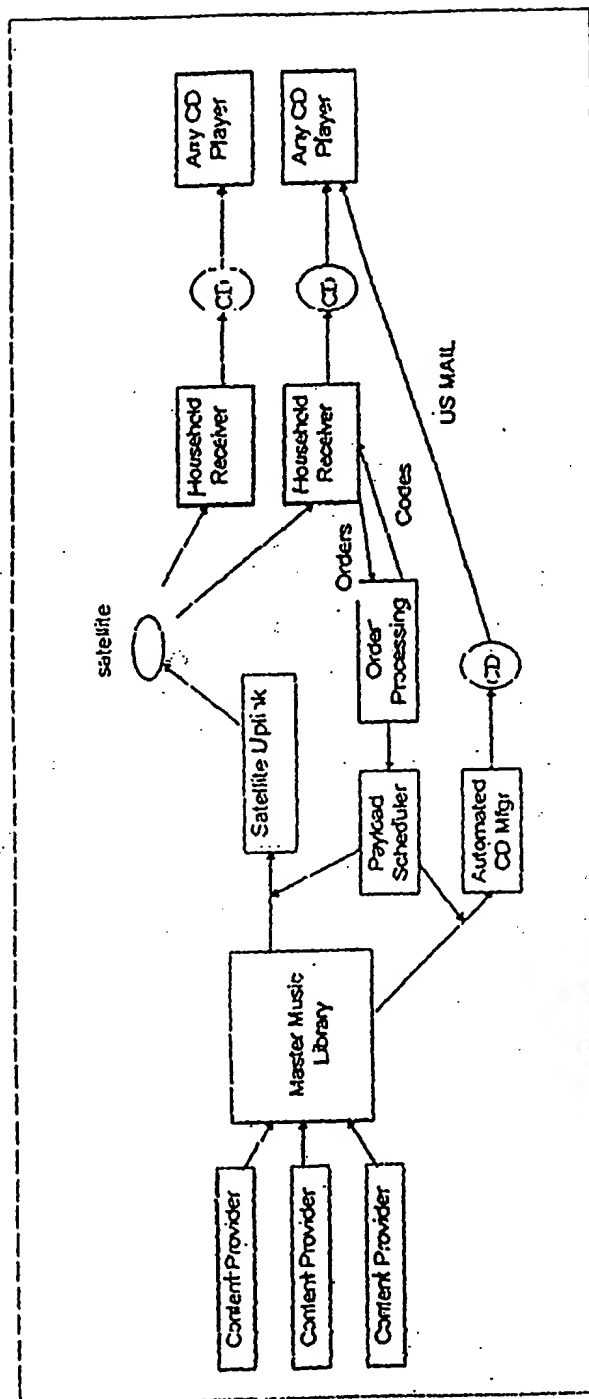 Content Provider
Content Provider
Content Provider
Master Music
Library
Satellite Uplink
satellite
Payload
Scheduler
Automated
CD Mfgr
Order
Processing
Orders
Codes
CD
US MAIL
Household
Receiver
Household
Receiver
CD
CD
Any CD
Player
Any CD
Player